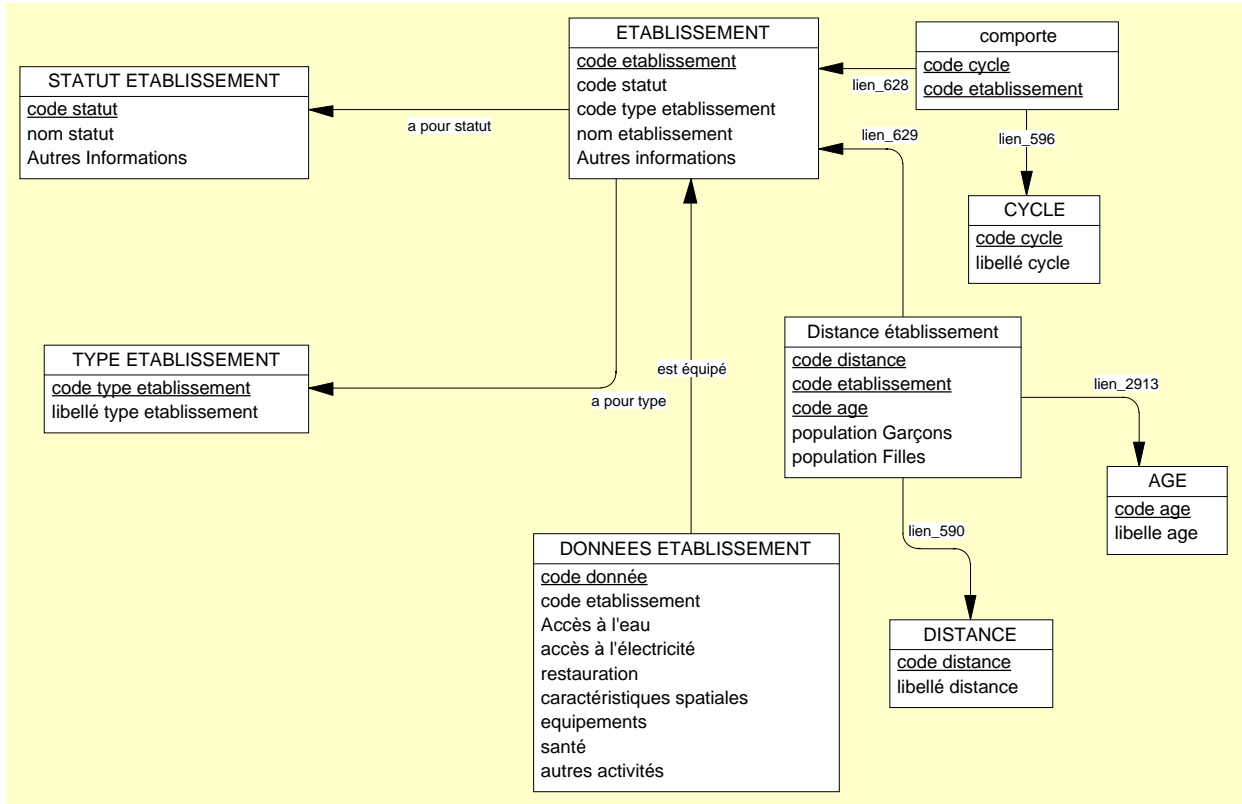 STATUT ETABLISSEMENT
code statut
nom statut
Autres Informations
a pour statut
ETABLISSEMENT
code etablissement
code statut
code type etablissement
nom etablissement
Autres informations
lien_628
comporte
code cycle
code etablissement
lien_596
lien_629
CYCLE
code cycle
libellé cycle
TYPE ETABLISSEMENT
code type etablissement
libellé type etablissement
a pour type
est équipé
Distance établissement
code distance
code etablissement
code age
population Garçons
population Filles
lien_2913
AGE
code age
libelle age
lien_590
DONNEES ETABLISSEMENT
code donnée
code etablissement
Accès à l'eau
accès à l'électricité
restauration
caractéristiques spatiales
equipements
santé
autres activités
DISTANCE
code distance
libellé distance